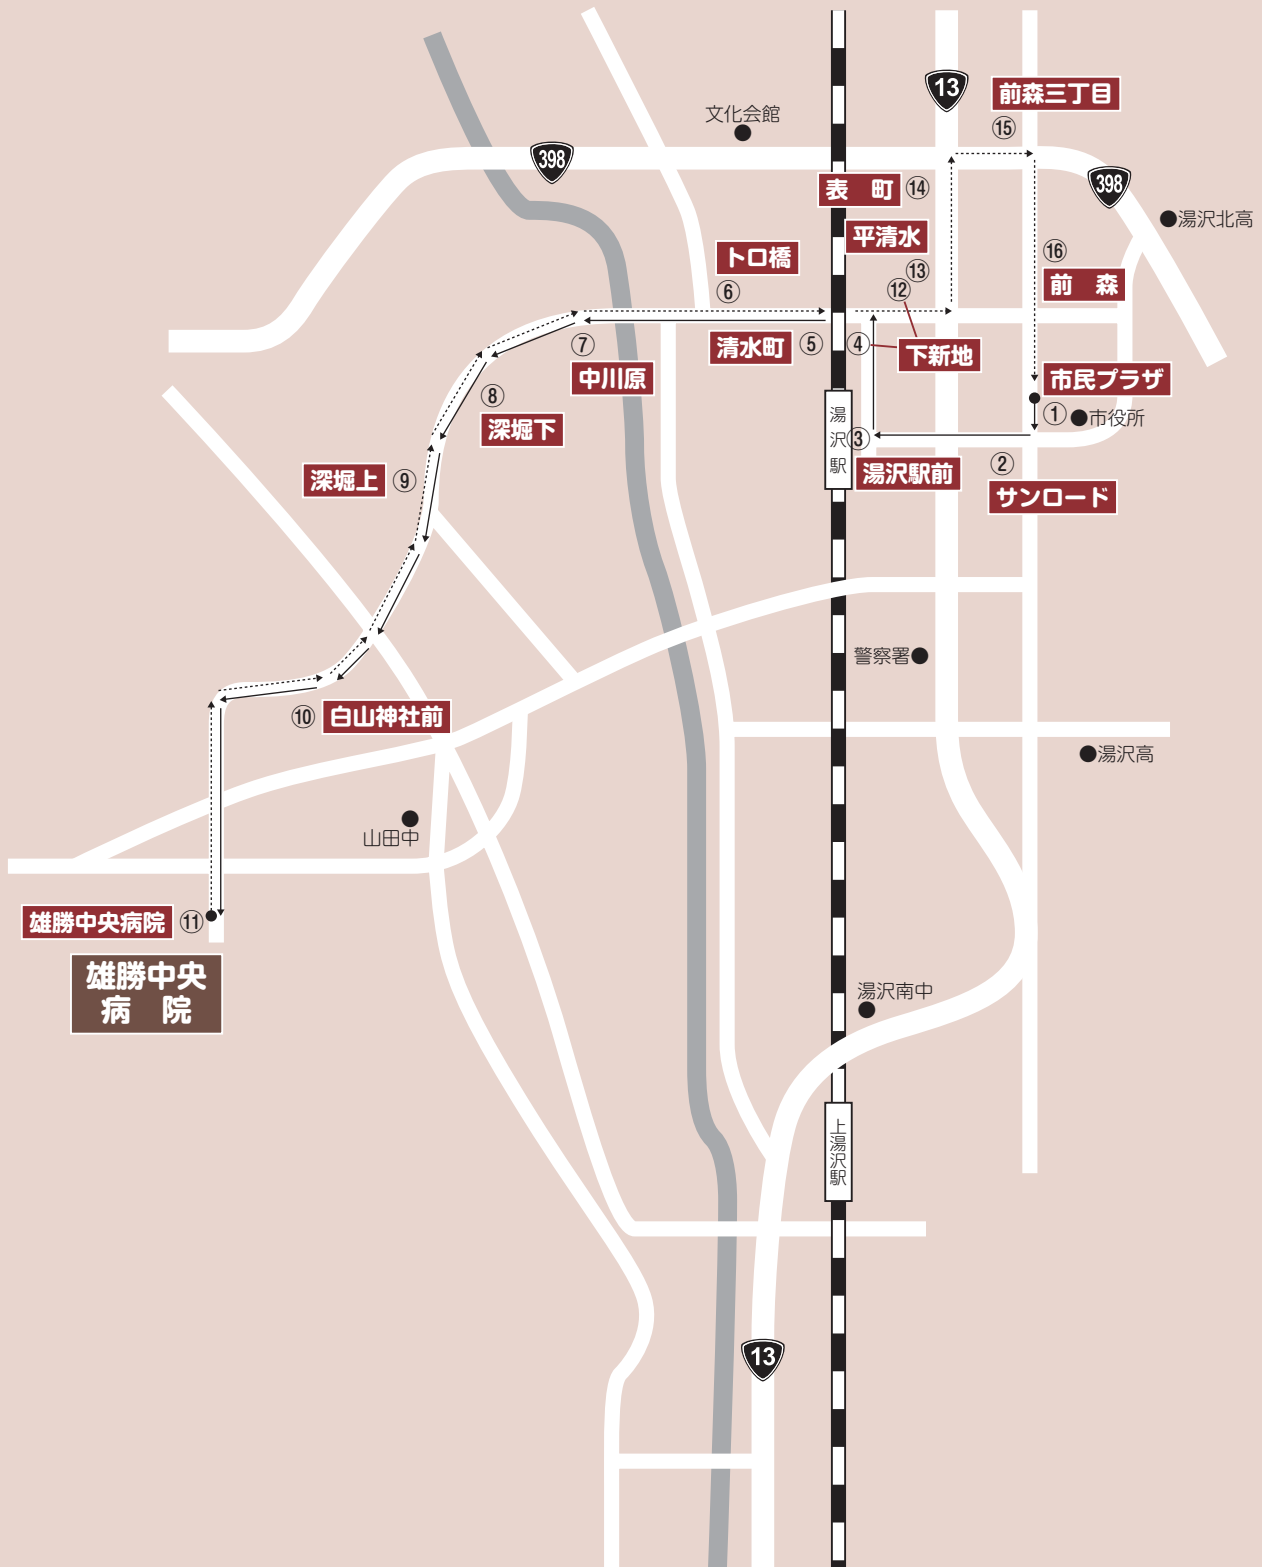 13
前森三丁目
⑮
文化会館
398
398
表 町 ⑭
湯沢北高
平清水
⑬
トロ橋
⑥
⑯
前 森
⑫
清水町 ⑤
④
下新地
⑦
中川原
市民プラザ
①
市役所
⑧
深堀下
湯沢駅
③
湯沢駅前
②
サンロード
深堀上 ⑨
警察署
⑩ 白山神社前
湯沢高
山田中
雄勝中央病院 ⑪
雄勝中央
病 院
湯沢南中
上湯沢駅
13